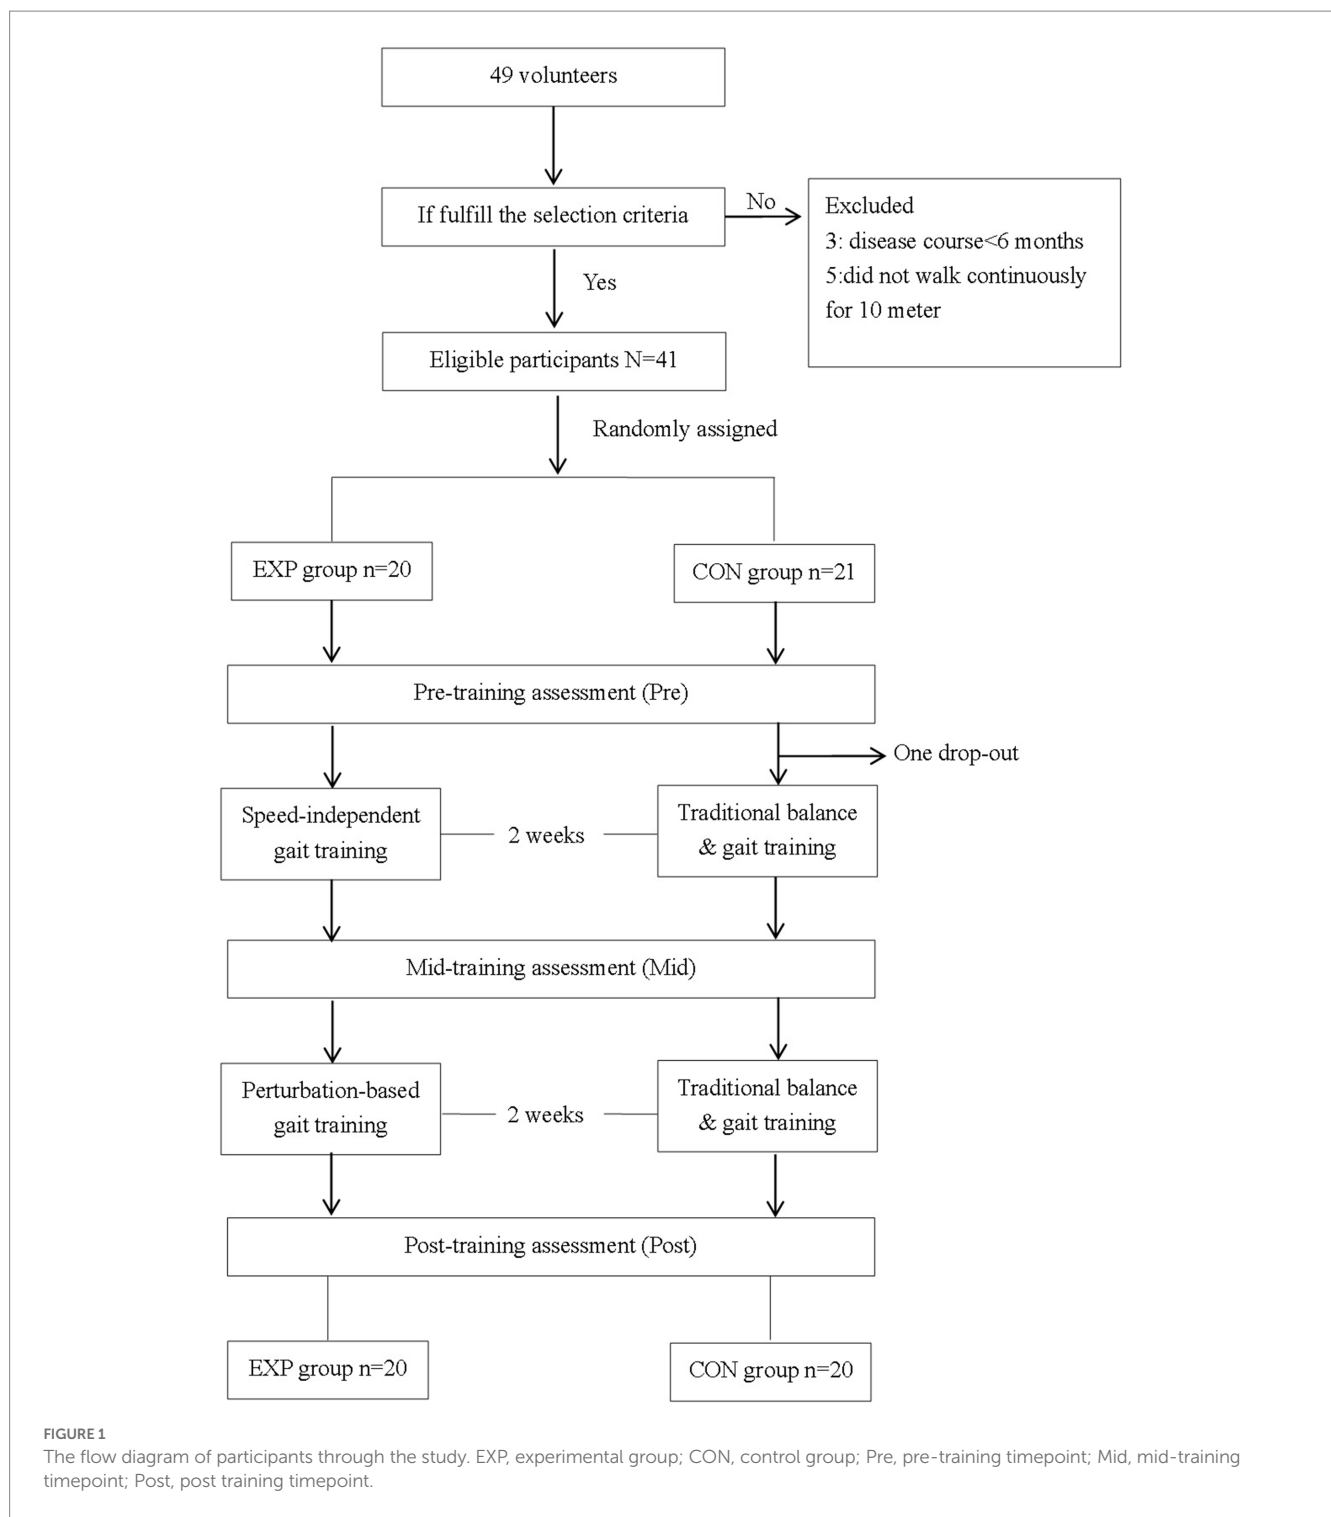 49 volunteers
If fulfill the selection criteria
No
Excluded
3: disease course<6 months
5:did not walk continuously
for 10 meter
Yes
Eligible participants N=41
Randomly assigned
EXP group n=20
CON group n=21
Pre-training assessment (Pre)
One drop-out
Speed-independent
gait training
2 weeks
Traditional balance
& gait training
Mid-training assessment (Mid)
Perturbation-based
gait training
2 weeks
Traditional balance
& gait training
Post-training assessment (Post)
EXP group n=20
CON group n=20
FIGURE 1
The flow diagram of participants through the study. EXP, experimental group; CON, control group; Pre, pre-training timepoint; Mid, mid-training
timepoint; Post, post training timepoint.